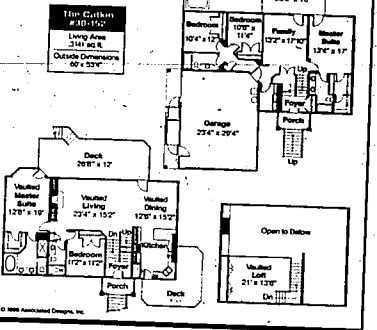 The Catkin
#30-152
Living Area
3141 sq.ft.
Outside Dimensions
60' x 53'4"
Bedroom
10'4" x 12'
Bedroom
10'8" x
11'4"
Family
13'2" x 17'10"
Master
Suite
13'4" x 17'
Up
Foyer
Porch
Up
Garage
23'4" x 29'4"
Deck
26'8" x 12'
Vaulted
Master
Suite
12'8" x 19'
Vaulted
Living
23'4" x 15'2"
Vaulted
Dining
12'6" x 15'2"
Dn
Up
Kitchen
Bedroom
11'2" x 11'2"
Foyer
Porch
Deck
Open to Below
Vaulted
Loft
21' x 13'6"
Dn
© 1999 Associated Designs, Inc.